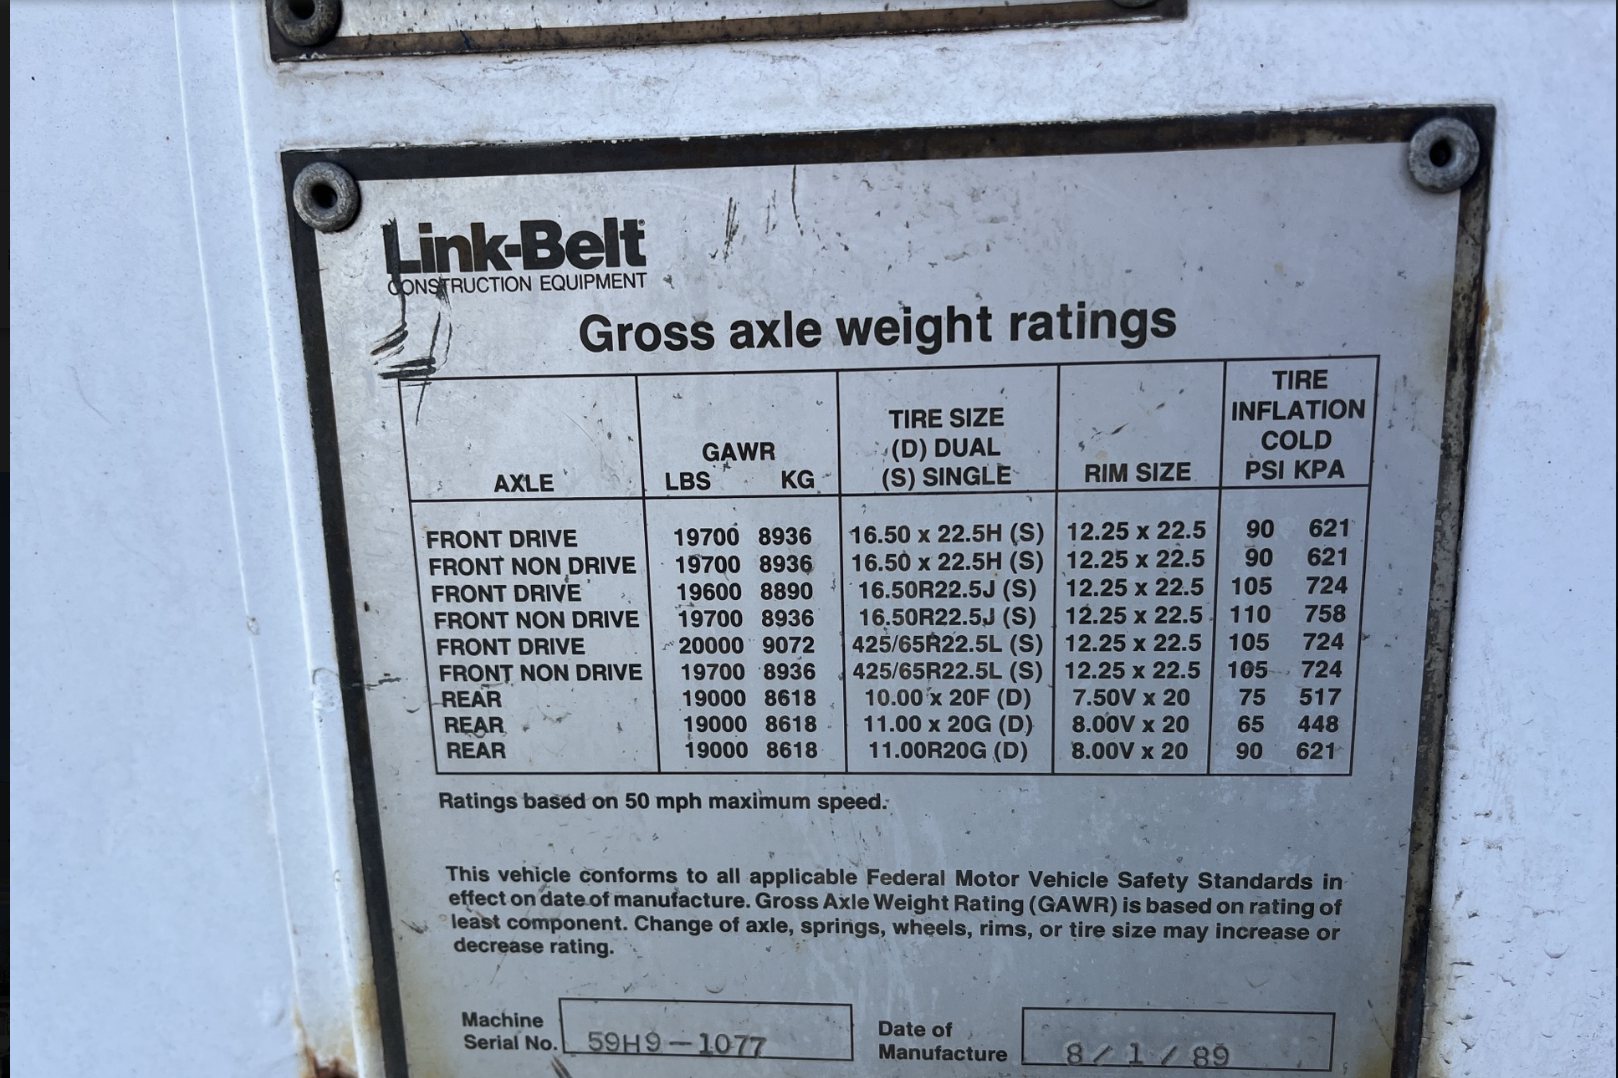 Link-Belt
CONSTRUCTION EQUIPMENT
Gross axle weight ratings
AXLE GAWR LBS KG TIRE SIZE (D) DUAL (S) SINGLE RIM SIZE TIRE INFLATION COLD PSI KPA
FRONT DRIVE 19700 8936 16.50 x 22.5H (S) 12.25 x 22.5 90 621
FRONT NON DRIVE 19700 8936 16.50 x 22.5H (S) 12.25 x 22.5 90 621
FRONT DRIVE 19600 8890 16.50R22.5J (S) 12.25 x 22.5 105 724
FRONT NON DRIVE 19700 8936 16.50R22.5J (S) 12.25 x 22.5 110 758
FRONT DRIVE 20000 9072 425/65R22.5L (S) 12.25 x 22.5 105 724
FRONT NON DRIVE 19700 8936 425/65R22.5L (S) 12.25 x 22.5 105 724
REAR 19000 8618 10.00 x 20F (D) 7.50V x 20 75 517
REAR 19000 8618 11.00 x 20G (D) 8.00V x 20 65 448
REAR 19000 8618 11.00R20G (D) 8.00V x 20 90 621
Ratings based on 50 mph maximum speed.
This vehicle conforms to all applicable Federal Motor Vehicle Safety Standards in
effect on date of manufacture. Gross Axle Weight Rating (GAWR) is based on rating of
least component. Change of axle, springs, wheels, rims, or tire size may increase or
decrease rating.
Machine
Serial No. 59H9-1077
Date of
Manufacture 8/1/89